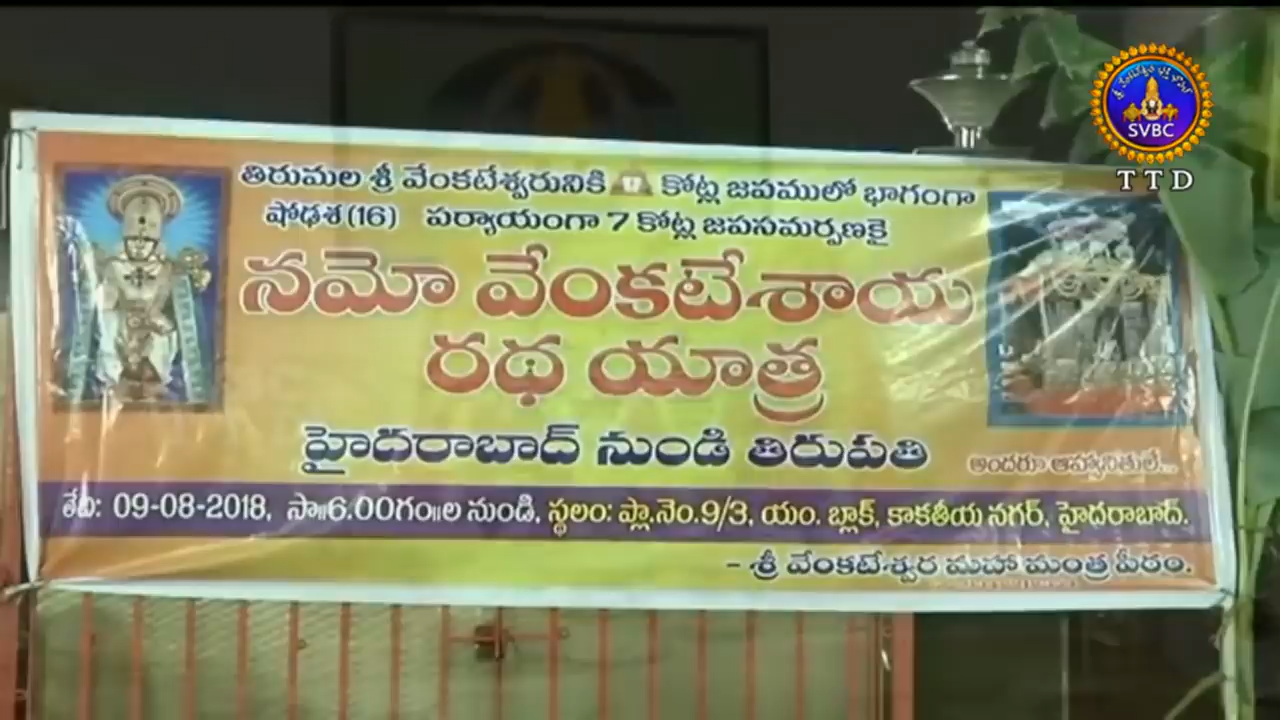 తిరుమల శ్రీ వేంకటేశ్వరునికి కోట్ల జపములో భాగంగా
షోడశ (16) పర్యాయంగా 7 కోట్ల జపసమర్పణకై
నమో వేంకటేశాయ
రథ యాత్ర
హైదరాబాద్ నుండి తిరుపతి
అందరూ ఆహ్వానితులే...
తేది: 09-08-2018, సా॥6.00గం॥ల నుండి, స్థలం: ప్లా.నెం.9/3, యం. బ్లాక్, కాకతీయ నగర్, హైదరాబాద్.
- శ్రీ వేంకటేశ్వర మహా మంత్ర పీఠం.
SVBC
TTD